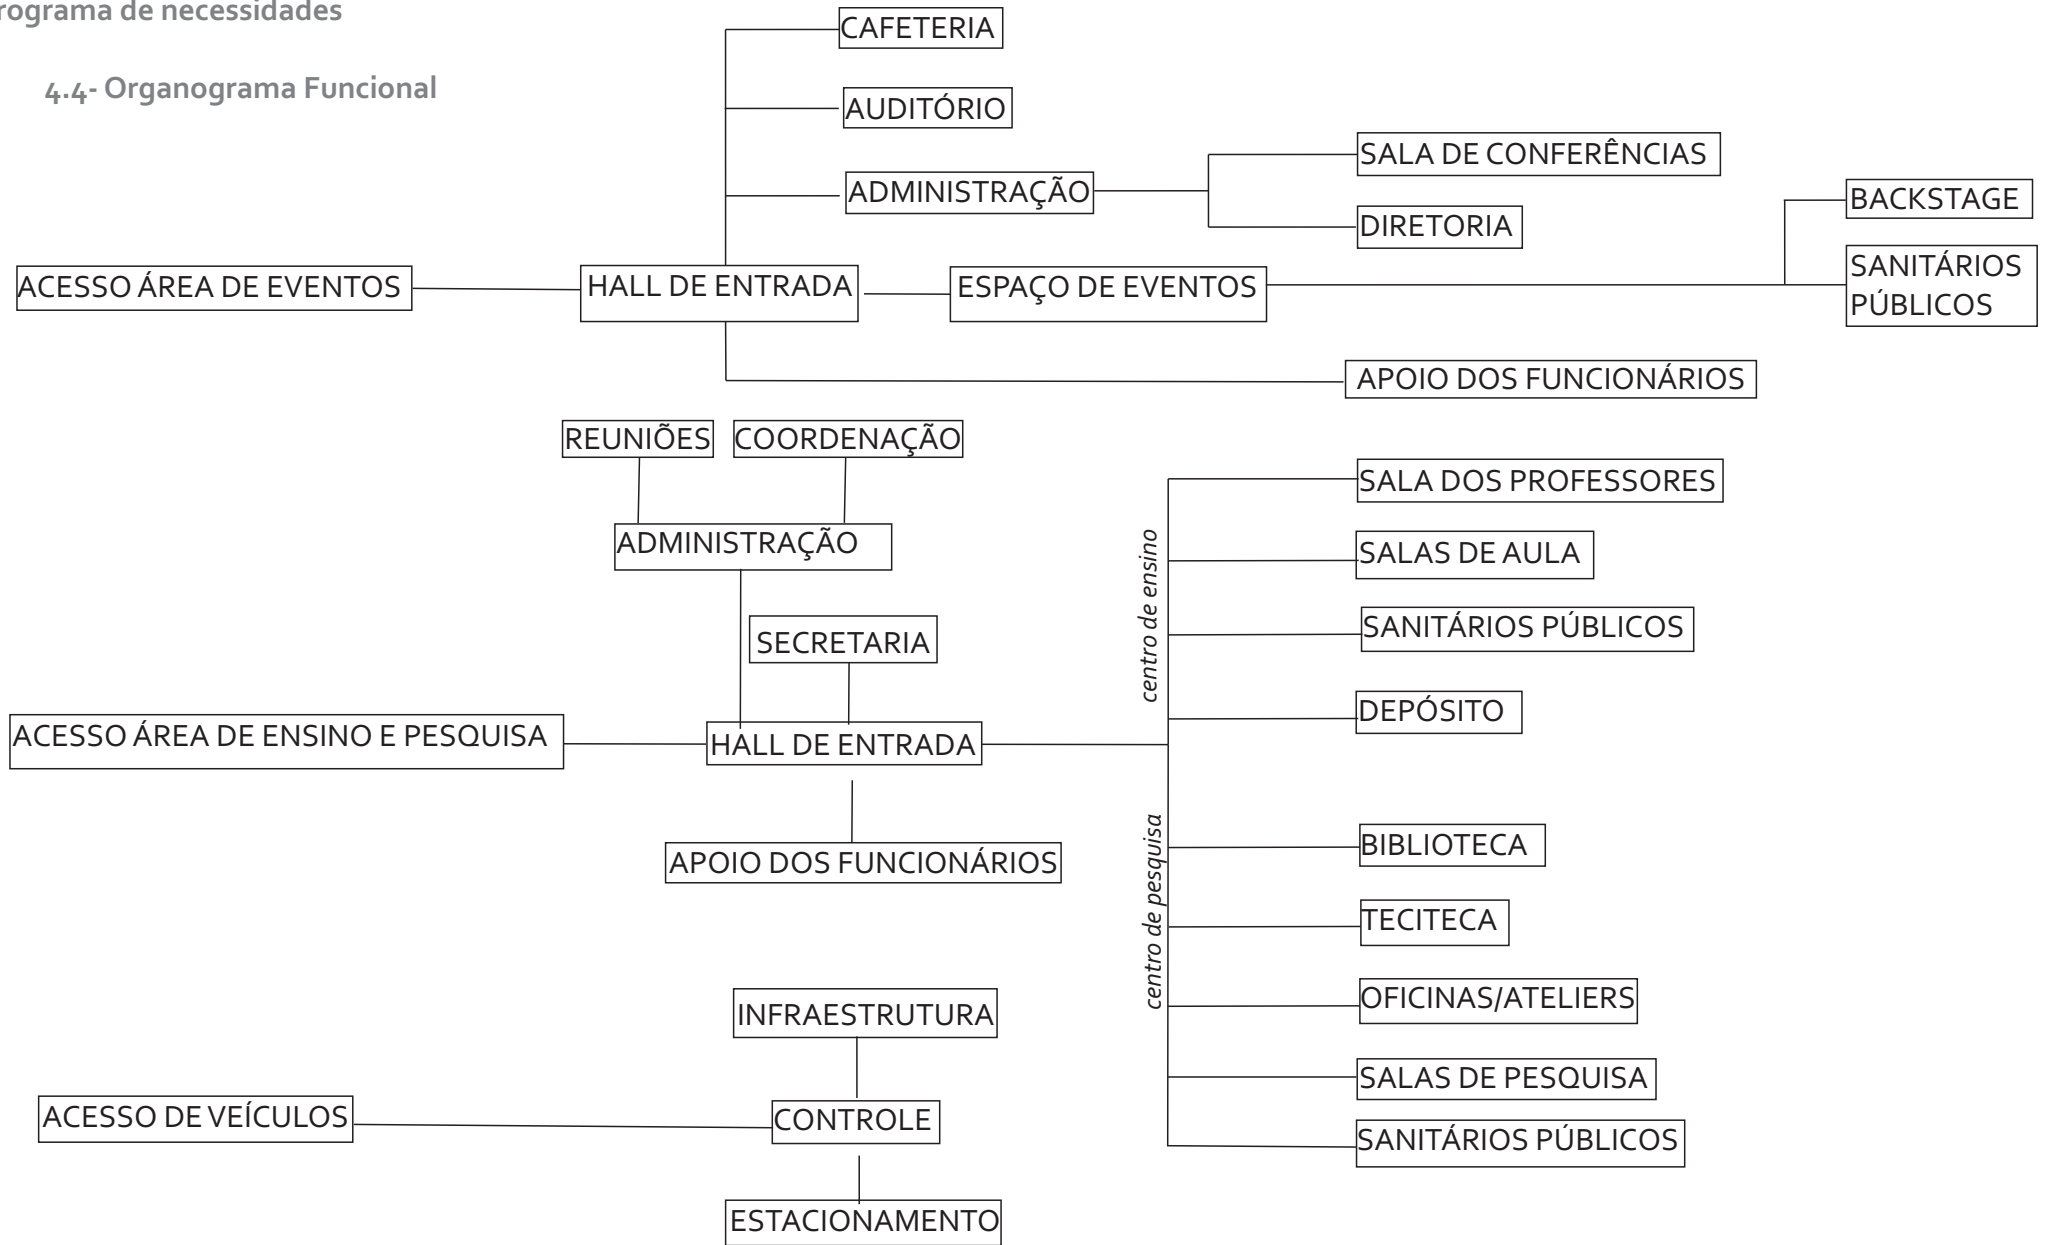 rograma de necessidades
4.4- Organograma Funcional
CAFETERIA
AUDITÓRIO
ADMINISTRAÇÃO
SALA DE CONFERÊNCIAS
DIRETORIA
BACKSTAGE
SANITÁRIOS
PÚBLICOS
ACESSO ÁREA DE EVENTOS
HALL DE ENTRADA
ESPAÇO DE EVENTOS
APOIO DOS FUNCIONÁRIOS
REUNIÕES
COORDENAÇÃO
ADMINISTRAÇÃO
SECRETARIA
ACESSO ÁREA DE ENSINO E PESQUISA
HALL DE ENTRADA
APOIO DOS FUNCIONÁRIOS
centro de ensino
SALA DOS PROFESSORES
SALAS DE AULA
SANITÁRIOS PÚBLICOS
DEPÓSITO
centro de pesquisa
BIBLIOTECA
TECITECA
OFICINAS/ATELIERS
SALAS DE PESQUISA
SANITÁRIOS PÚBLICOS
INFRAESTRUTURA
ACESSO DE VEÍCULOS
CONTROLE
ESTACIONAMENTO